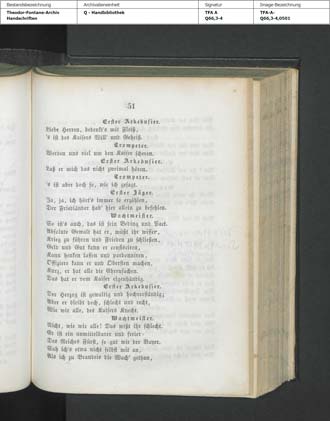 Bestandsbezeichnung
Theodor-Fontane-Archiv
Handschriften
Archivalieneinheit
Q - Handbibliothek
Signatur
TFA A
Q66,3-4
Image-Bezeichnung
TFA-A-
Q66,3-4,0501
51
Erster Arkebusier.
Liebe Herren, bedenkt's mit Fleiß,
's ist des Kaisers Will' und Geheiß.
Trompeter.
Werden uns viel um den Kaiser scheren.
Erster Arkebusier.
Laß er mich das nicht zweimal hören.
Trompeter.
's ist aber doch so, wie ich gesagt.
Erster Jäger.
Ja, ja, ich hört's immer so erzählen,
Der Friedländer hab' hier allein zu befehlen.
Wachtmeister.
So ist's auch, das ist sein Beding und Pact.
Absolute Gewalt hat er, müßt ihr wissen,
Krieg zu führen und Frieden zu schließen,
Geld und Gut kann er confisciren,
Kann henken lassen und pardonniren,
Offiziere kann er und Obersten machen,
Kurz, er hat alle die Ehrensachen.
Das hat er vom Kaiser eigenhändig.
Erster Arkebusier.
Der Herzog ist gewaltig und hochverständig;
Aber er bleibt doch, schlecht und recht,
Wie wir alle, des Kaisers Knecht.
Wachtmeister.
Nicht, wie wir alle! Das wißt ihr schlecht.
Er ist ein unmittelbarer und freier
Des Reiches Fürst, so gut wie der Bayer.
Sah ich's etwa nicht selbst mit an,
Als ich zu Brandeis die Wach' gethan,